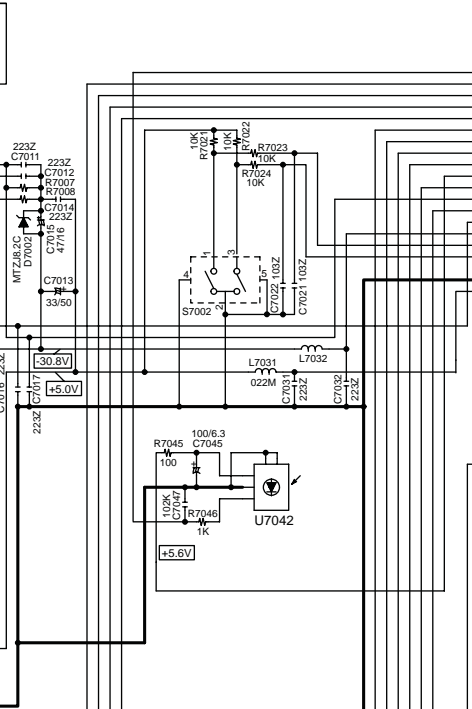 10K
R7021
10K
R7022
223Z
C7011
C7012
R7007
R7008
C7014
223Z
C7015
47/16
MTZJ8.2C
D7002
C7013
33/50
R7023
10K
R7024
10K
1
3
4
5
2
S7002
C7022 103Z
C7021 103Z
-30.8V
+5.0V
C7016 223Z
C7017
223Z
L7031
022M
L7032
C7031
223Z
C7032
223Z
100/6.3
C7045
R7045
100
102K
C7047
R7046
1K
U7042
+5.6V